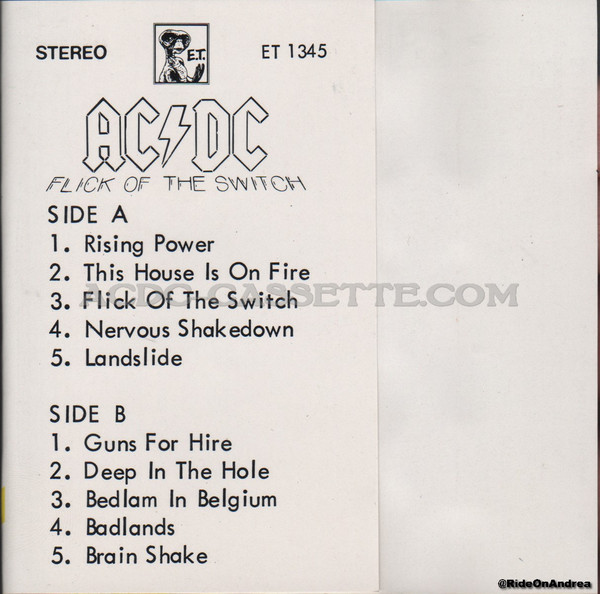 STEREO
E.T.
ET 1345
AC/DC
FLICK OF THE SWITCH
SIDE A
1. Rising Power
2. This House Is On Fire
3. Flick Of The Switch
4. Nervous Shakedown
5. Landslide
ACDC-CASSETTE.COM
SIDE B
1. Guns For Hire
2. Deep In The Hole
3. Bedlam In Belgium
4. Badlands
5. Brain Shake
@RideOnAndrea